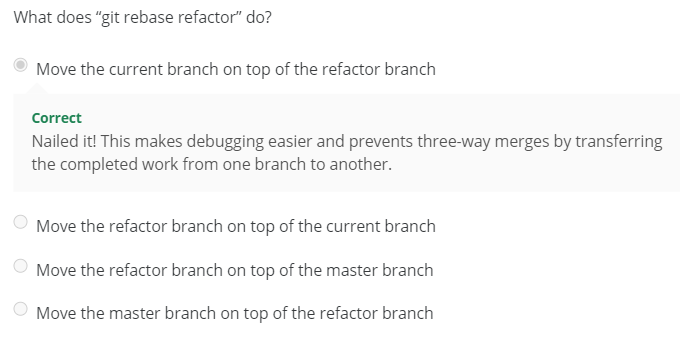 What does “git rebase refactor” do?
Move the current branch on top of the refactor branch
Correct
Nailed it! This makes debugging easier and prevents three-way merges by transferring
the completed work from one branch to another.
Move the refactor branch on top of the current branch
Move the refactor branch on top of the master branch
Move the master branch on top of the refactor branch